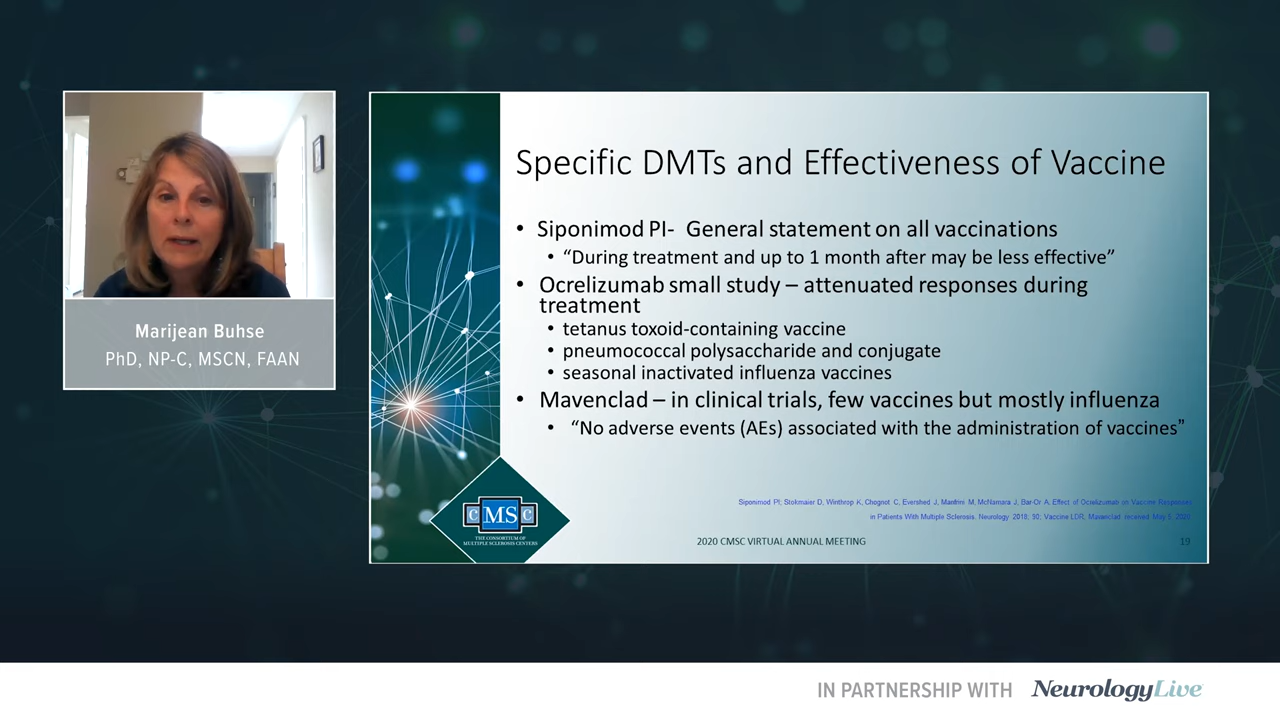 Marijean Buhse
PhD, NP-C, MSCN, FAAN
Specific DMTs and Effectiveness of Vaccine
• Siponimod PI- General statement on all vaccinations
• “During treatment and up to 1 month after may be less effective”
• Ocrelizumab small study – attenuated responses during
treatment
• tetanus toxoid-containing vaccine
• pneumococcal polysaccharide and conjugate
• seasonal inactivated influenza vaccines
• Mavenclad – in clinical trials, few vaccines but mostly influenza
• “No adverse events (AEs) associated with the administration of vaccines”
Siponimod PI; Stokmaier D, Winthrop K, Chognot C, Evershed J, Manfrini M, McNamara J, Bar-Or A. Effect of Ocrelizumab on Vaccine Responses
in Patients With Multiple Sclerosis. Neurology 2018, 90; Vaccine LDR, Mavenclad received May 5, 2020
CMSC
THE CONSORTIUM OF
MULTIPLE SCLEROSIS CENTERS
2020 CMSC VIRTUAL ANNUAL MEETING
19
IN PARTNERSHIP WITH NeurologyLive